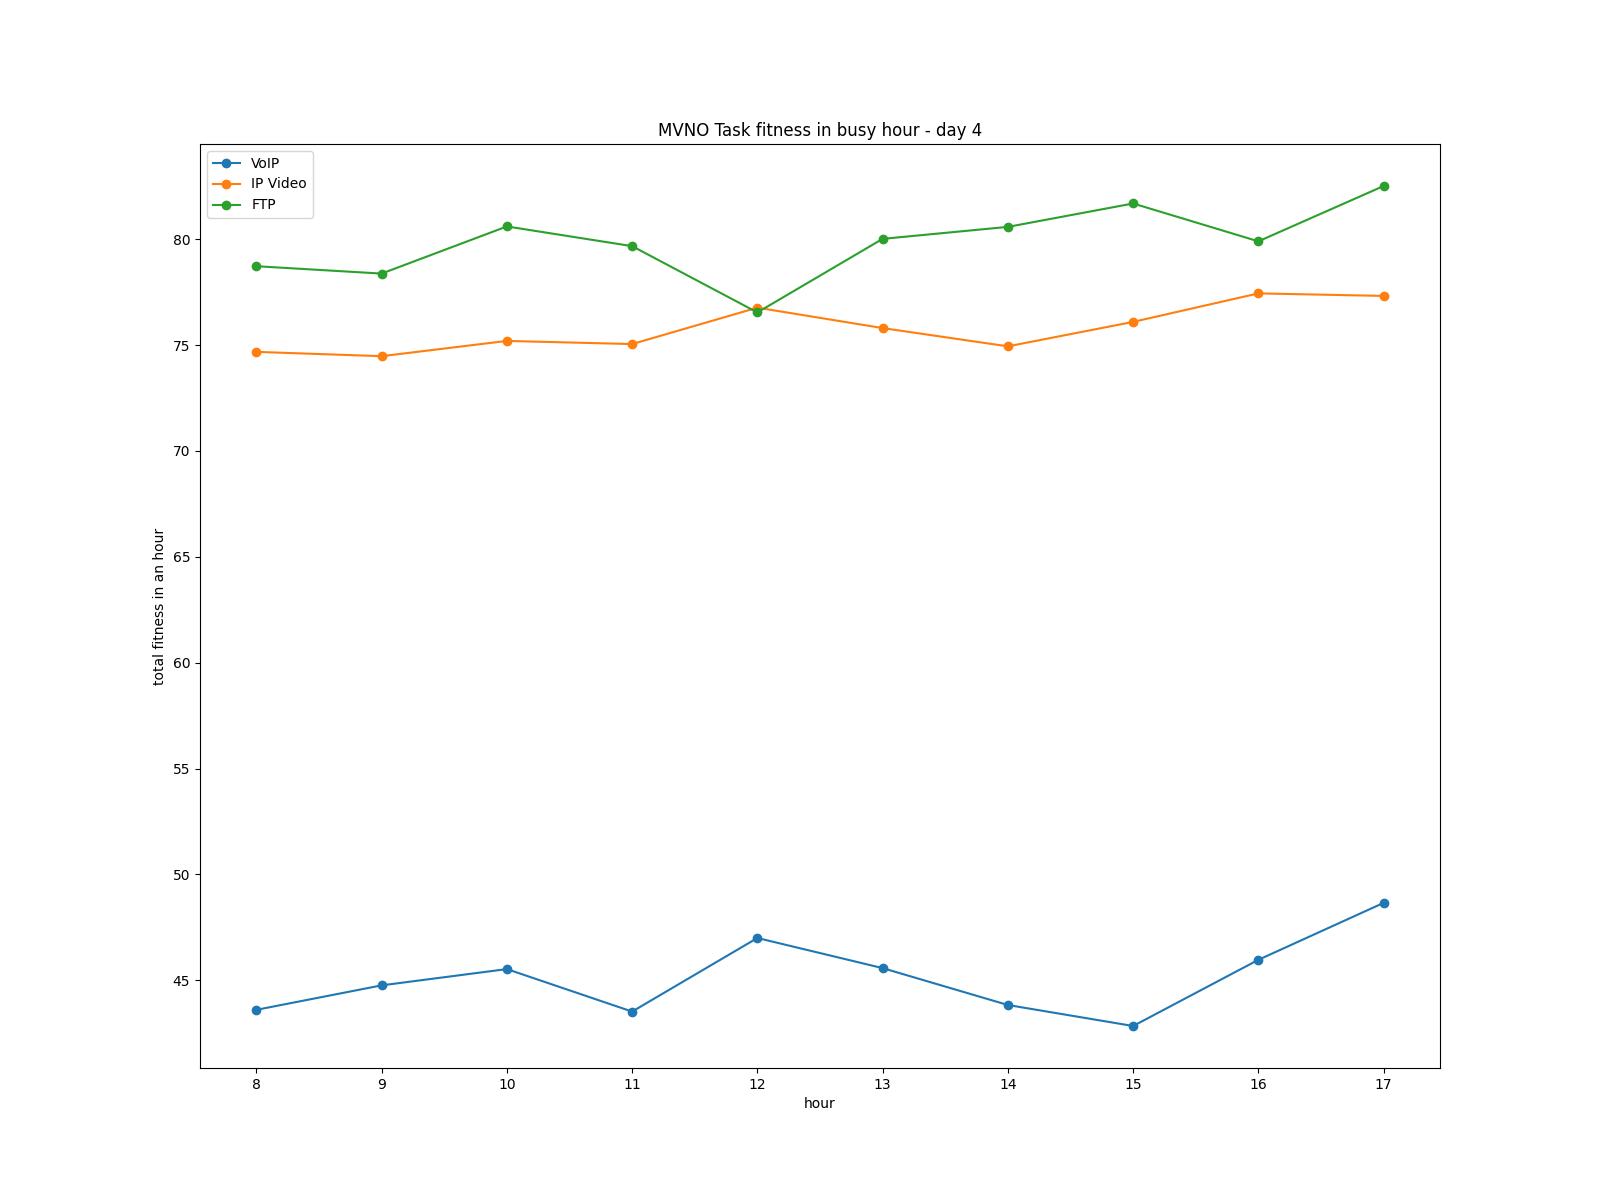 MVNO Task fitness in busy hour - day 4
VoIP
IP Video
FTP
total fitness in an hour
80
75
70
65
60
55
50
45
8 9 10 11 12 13 14 15 16 17
hour